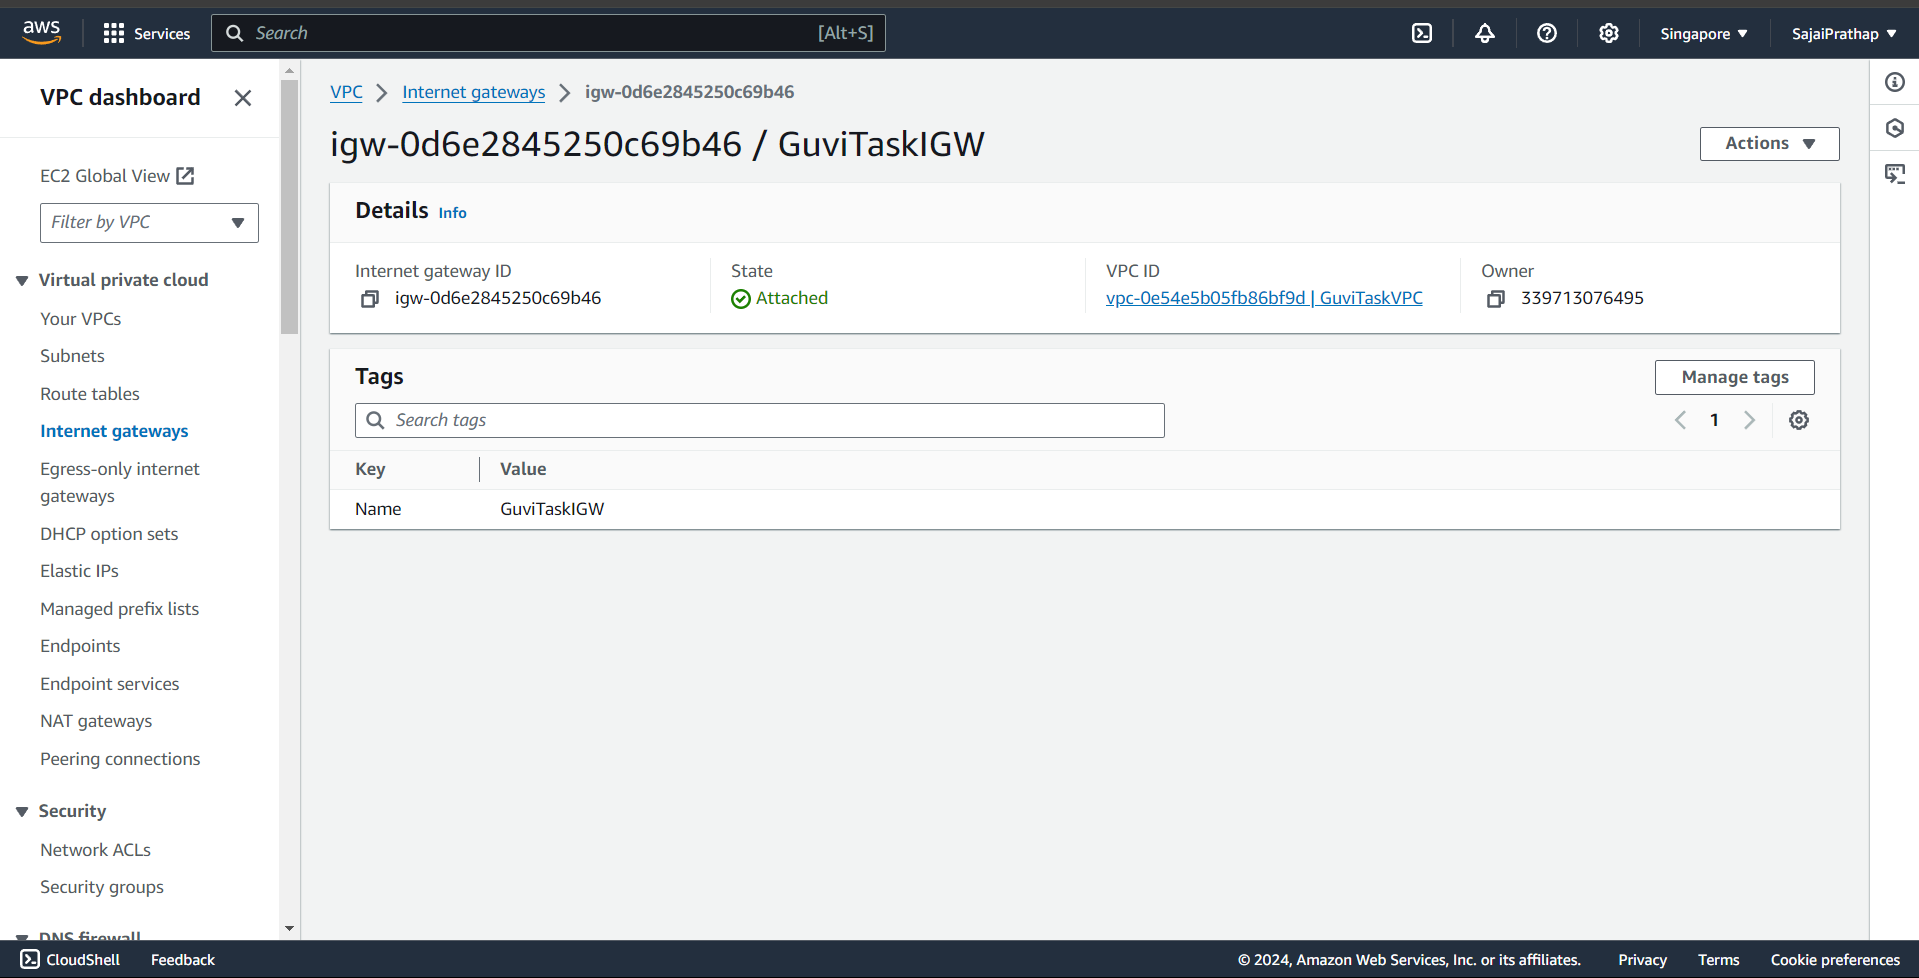 aws
Services
Search [Alt+S]
Singapore
SajaiPrathap
VPC dashboard
EC2 Global View
Filter by VPC
Virtual private cloud
Your VPCs
Subnets
Route tables
Internet gateways
Egress-only internet
gateways
DHCP option sets
Elastic IPs
Managed prefix lists
Endpoints
Endpoint services
NAT gateways
Peering connections
Security
Network ACLs
Security groups
DNS firewall
VPC > Internet gateways > igw-0d6e2845250c69b46
igw-0d6e2845250c69b46 / GuviTaskIGW
Actions
Details Info
Internet gateway ID
igw-0d6e2845250c69b46
State
Attached
VPC ID
vpc-0e54e5b05fb86bf9d | GuviTaskVPC
Owner
339713076495
Tags
Manage tags
Search tags
1
Key Value
Name GuviTaskIGW
CloudShell Feedback
© 2024, Amazon Web Services, Inc. or its affiliates. Privacy Terms Cookie preferences